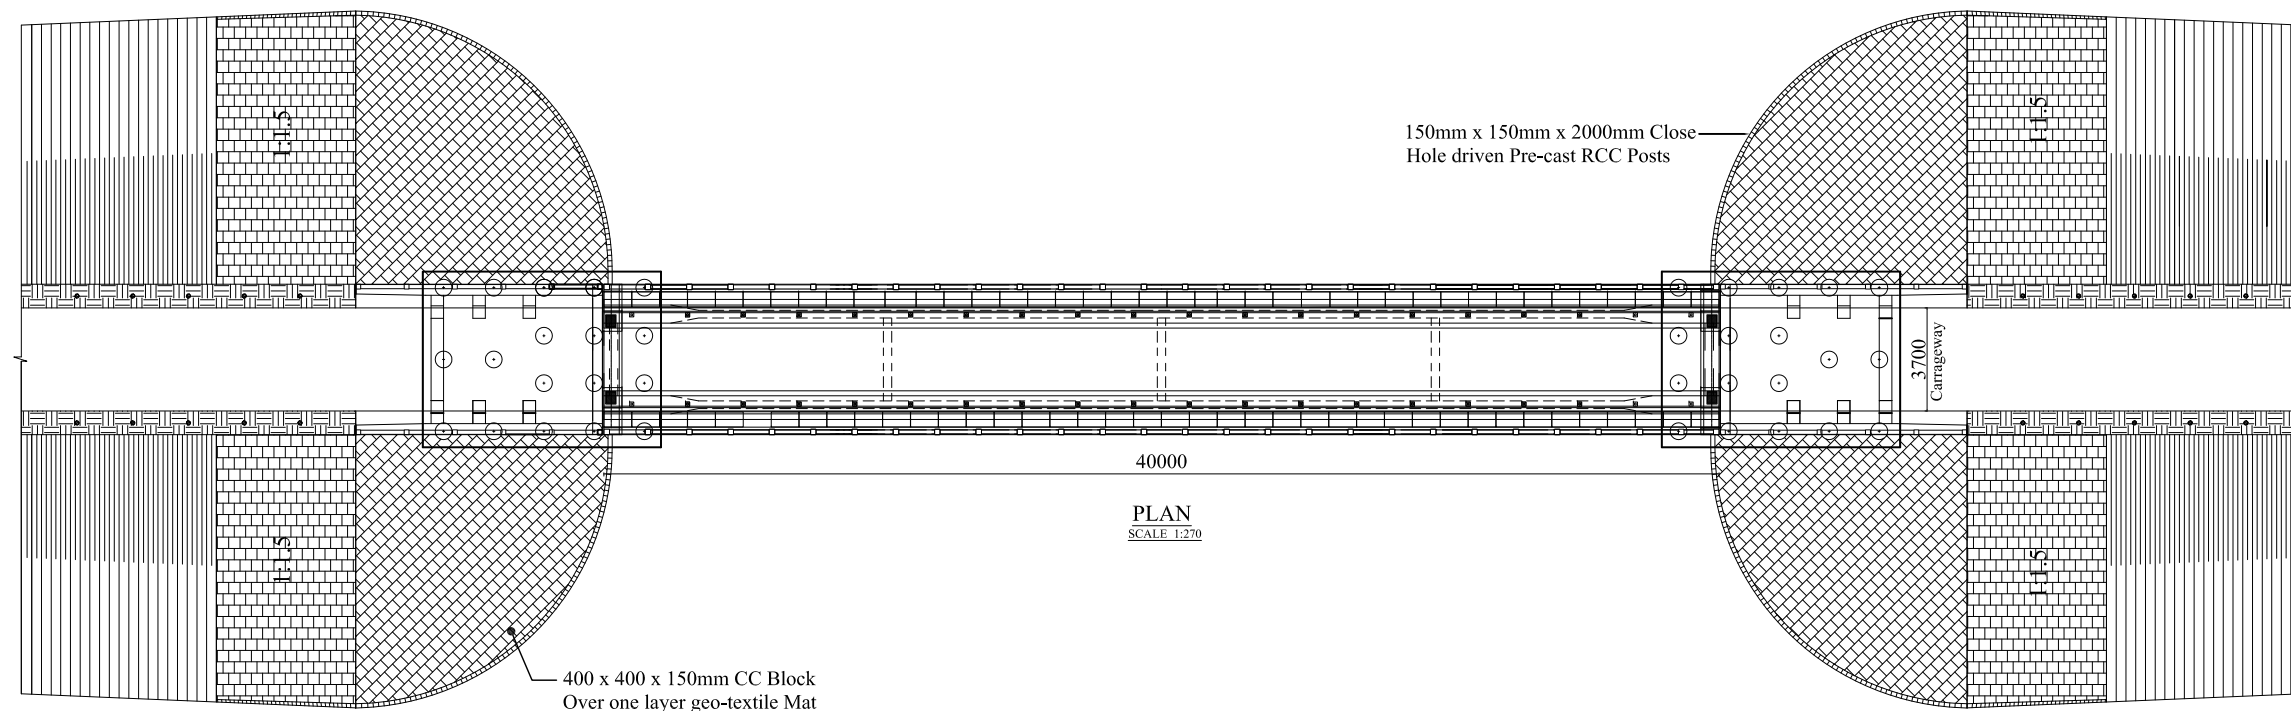 1:1.5
1:1.5
150mm x 150mm x 2000mm Close
Hole driven Pre-cast RCC Posts
3700
Carrageway
40000
PLAN
SCALE 1:270
1:1.5
1:1.5
400 x 400 x 150mm CC Block
Over one layer geo-textile Mat